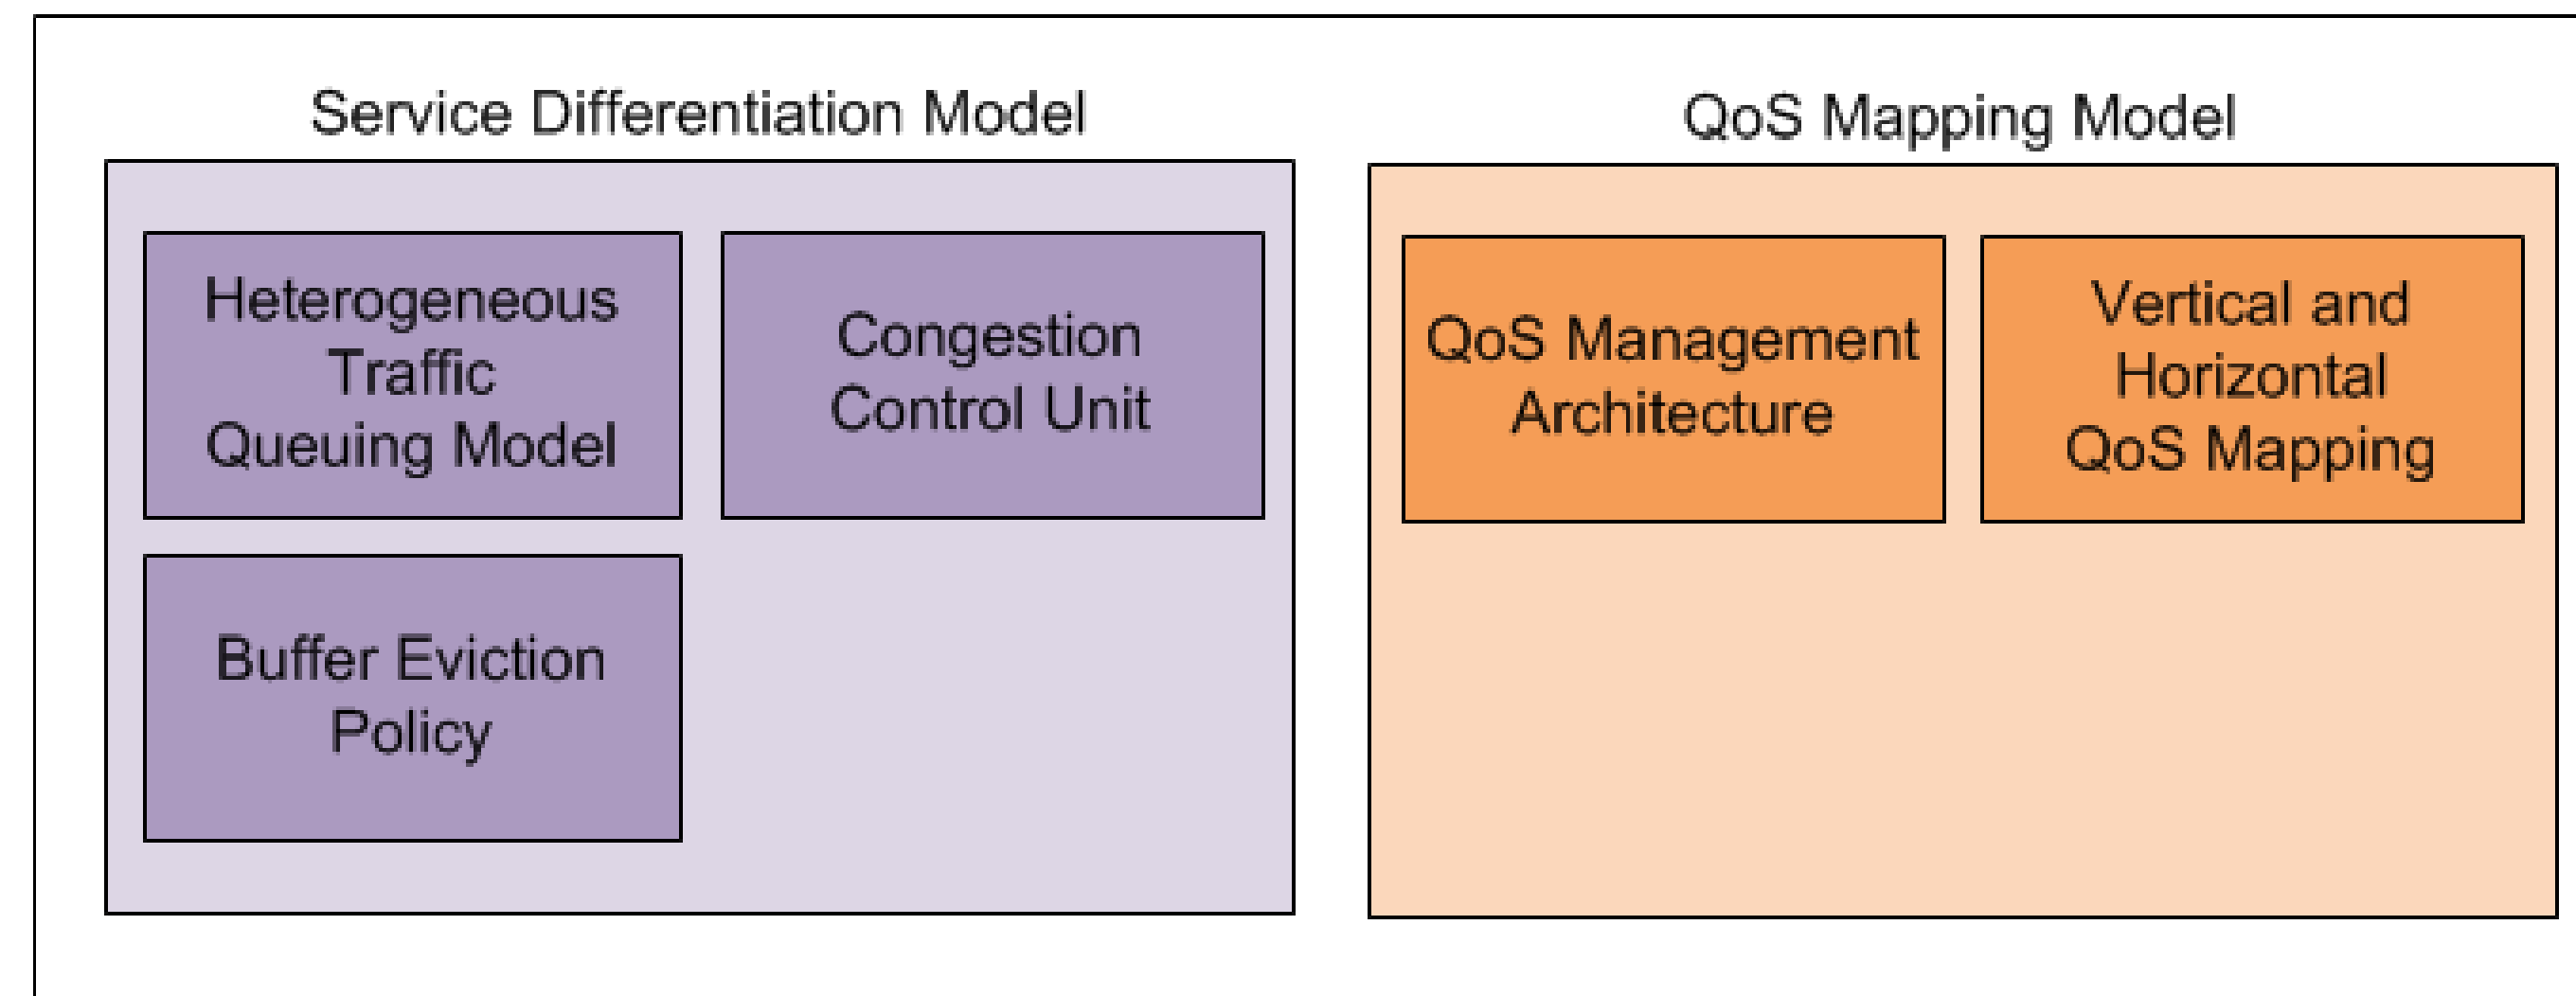 Service Differentiation Model
Heterogeneous
Traffic
Queuing Model
Congestion
Control Unit
Buffer Eviction
Policy
QoS Mapping Model
QoS Management
Architecture
Vertical and
Horizontal
QoS Mapping